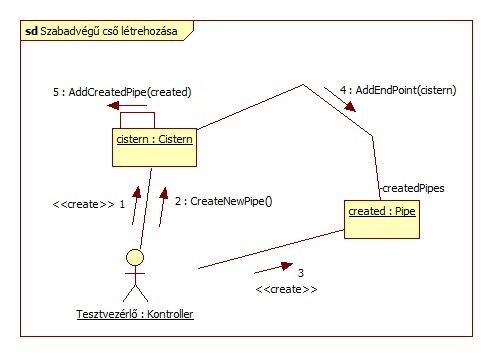 sd Szabadvégű cső létrehozása
5 : AddCreatedPipe(created)
4 : AddEndPoint(cistern)
cistern : Cistern
-createdPipes
<<create>> 1
2 : CreateNewPipe()
created : Pipe
3
<<create>>
Tesztvezérlő : Kontroller